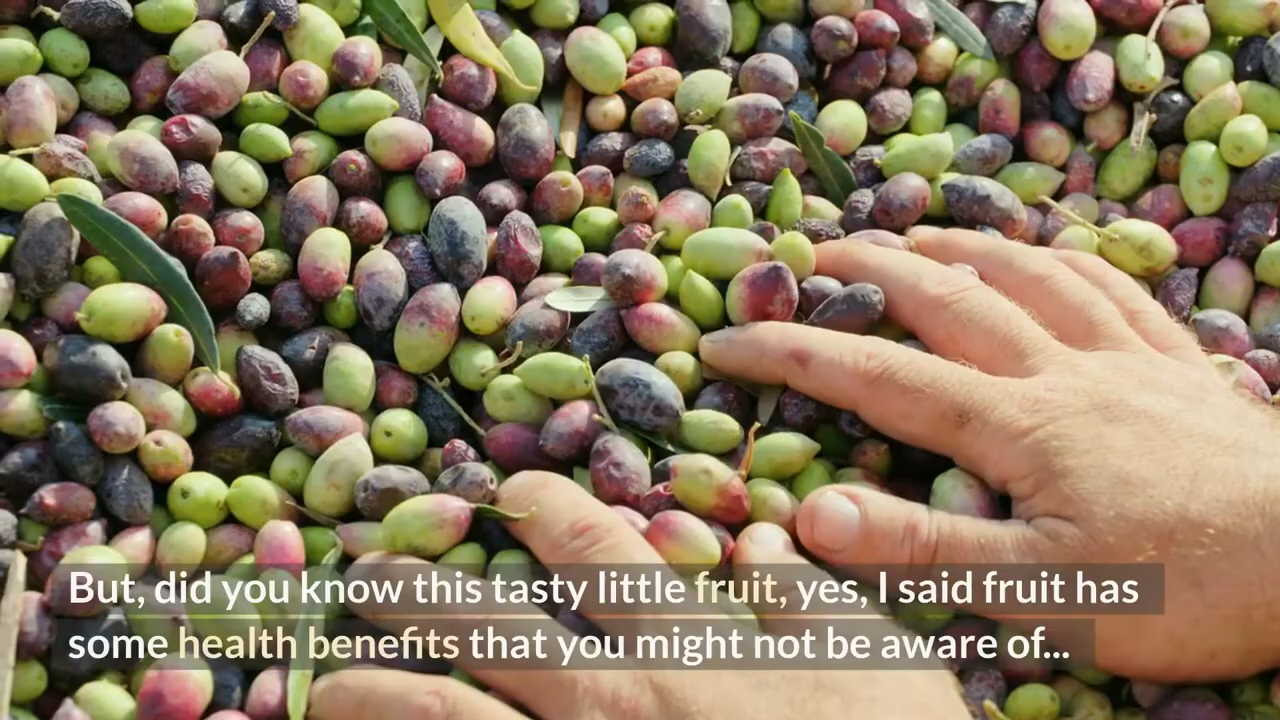 But, did you know this tasty little fruit, yes, I said fruit has
some health benefits that you might not be aware of...